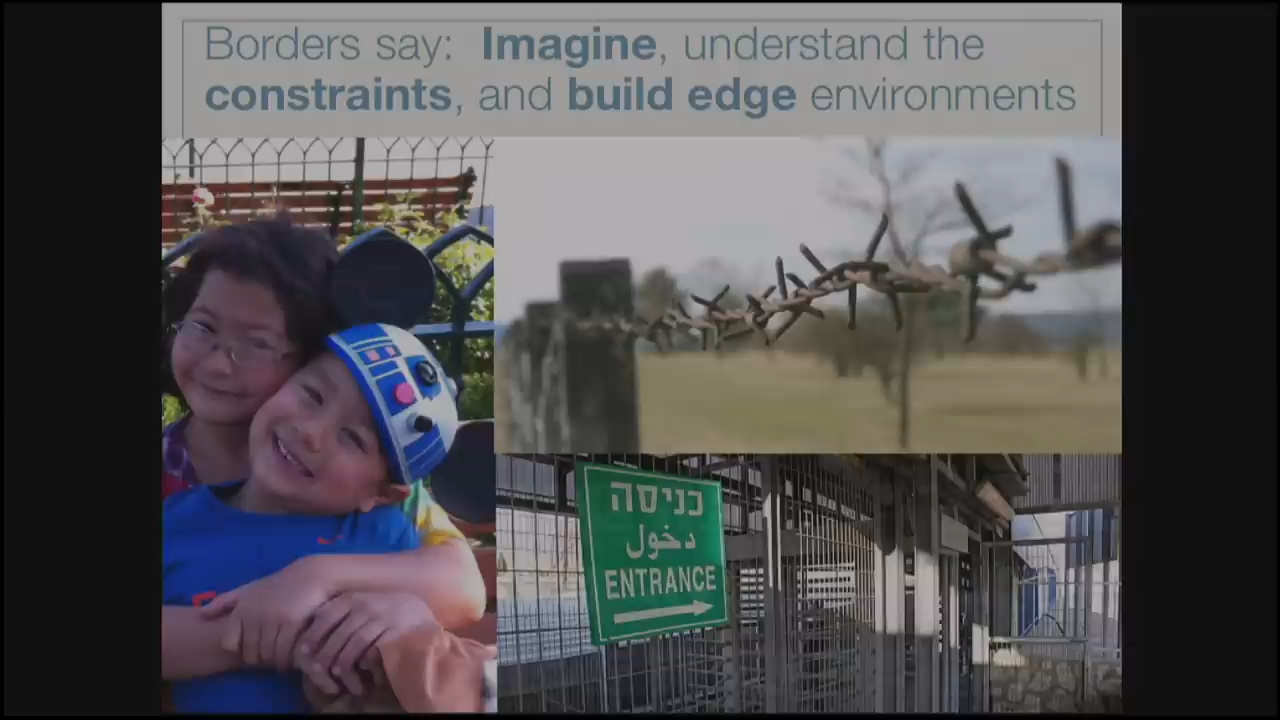 Borders say: Imagine, understand the
constraints, and build edge environments
כניסה
دخول
ENTRANCE